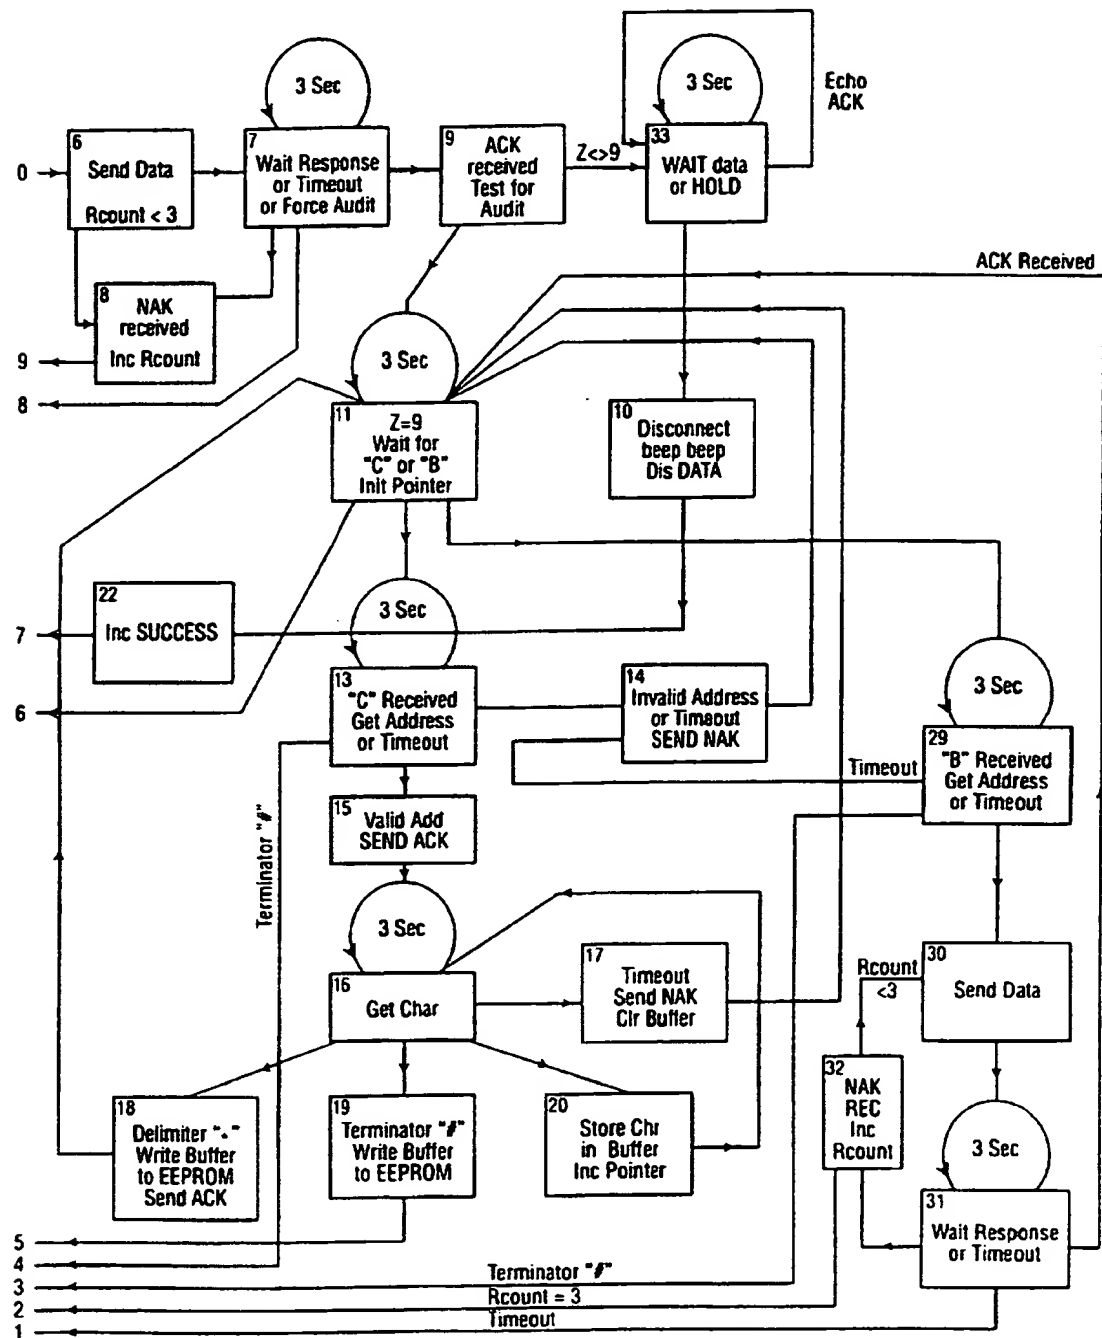 3 Sec
3 Sec
Echo
ACK
0
6
Send Data
Rcount < 3
7
Wait Response
or Timeout
or Force Audit
9
ACK
received
Test for
Audit
Z<>9
33
WAIT data
or HOLD
ACK Received
8
NAK
received
Inc Rcount
9
8
3 Sec
11
Z=9
Wait for
"C" or "B"
Init Pointer
10
Disconnect
beep beep
Dis DATA
22
Inc SUCCESS
7
6
3 Sec
13
"C" Received
Get Address
or Timeout
14
Invalid Address
or Timeout
SEND NAK
3 Sec
29
"B" Received
Get Address
or Timeout
Timeout
Terminator "#"
15
Valid Add
SEND ACK
3 Sec
16
Get Char
17
Timeout
Send NAK
Clr Buffer
Rcount
<3
30
Send Data
18
Delimiter "*"
Write Buffer
to EEPROM
Send ACK
19
Terminator "#"
Write Buffer
to EEPROM
20
Store Chr
in Buffer
Inc Pointer
32
NAK
REC
Inc
Rcount
3 Sec
31
Wait Response
or Timeout
5
4
3
Terminator "#"
2
Rcount = 3
1
Timeout